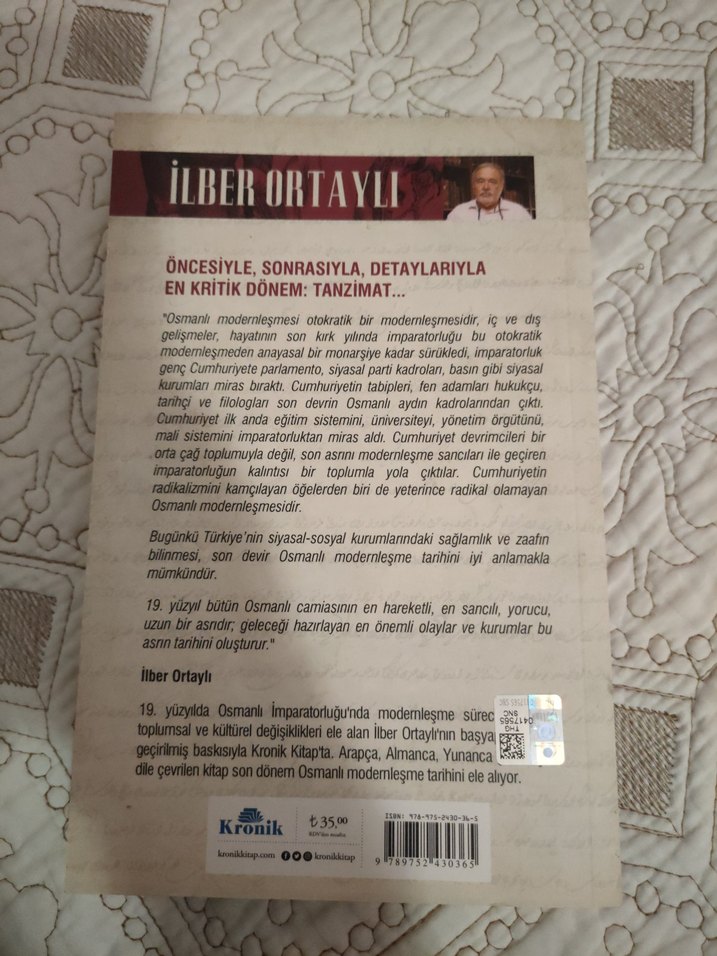 İLBER ORTAYLI
ÖNCESİYLE, SONRASIYLA, DETAYLARIYLA
EN KRİTİK DÖNEM: TANZİMAT...
"Osmanlı modernleşmesi otokratik bir modernleşmesidir, iç ve dış
gelişmeler, hayatının son kırk yılında imparatorluğu bu otokratik
modernleşmeden anayasal bir monarşiye kadar sürükledi, imparatorluk
genç Cumhuriyete parlamento, siyasal parti kadroları, basın gibi siyasal
kurumları miras bıraktı. Cumhuriyetin tabipleri, fen adamları hukukçu,
tarihçi ve filologları son devrin Osmanlı aydın kadrolarından çıktı.
Cumhuriyet ilk anda eğitim sistemini, üniversiteyi, yönetim örgütünü,
mali sistemini imparatorluktan miras aldı. Cumhuriyet devrimcileri bir
orta çağ toplumuyla değil, son asrını modernleşme sancıları ile geçiren
imparatorluğun kalıntısı bir toplumla yola çıktılar. Cumhuriyetin
radikalizmini kamçılayan öğelerden biri de yeterince radikal olamayan
Osmanlı modernleşmesidir.
Bugünkü Türkiye'nin siyasal-sosyal kurumlarındaki sağlamlık ve zaafın
bilinmesi, son devir Osmanlı modernleşme tarihini iyi anlamakla
mümkündür.
19. yüzyıl bütün Osmanlı camiasının en hareketli, en sancılı, yorucu,
uzun bir asrıdır; geleceği hazırlayan en önemli olaylar ve kurumlar bu
asrın tarihini oluşturur."
İlber Ortaylı
19. yüzyılda Osmanlı İmparatorluğu'nda modernleşme sürec
toplumsal ve kültürel değişiklikleri ele alan İlber Ortaylı'nın başya
geçirilmiş baskısıyla Kronik Kitap'ta. Arapça, Almanca, Yunanca
dile çevrilen kitap son dönem Osmanlı modernleşme tarihini ele alıyor.
THG
SNC
0417565
Kronik
kronikkitap.com
kronikkitap
₺ 35,00
KDV'den muaftır.
ISBN: 978-975-2430-36-5
9 789752 430365